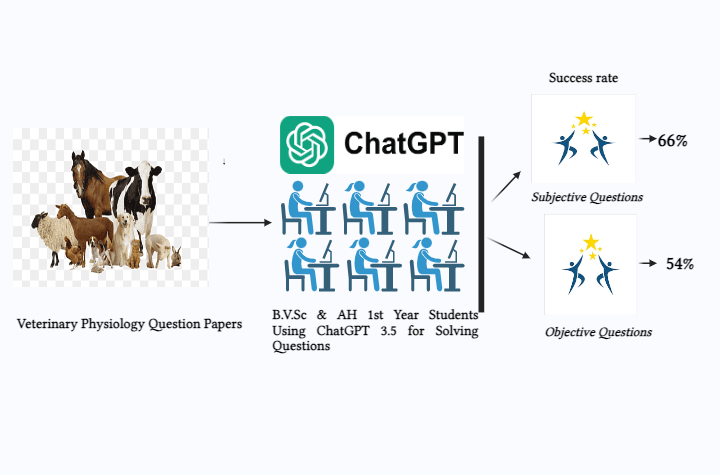 Success rate
ChatGPT
66%
Subjective Questions
54%
Objective Questions
Veterinary Physiology Question Papers
B.V.Sc & AH 1st Year Students
Using ChatGPT 3.5 for Solving
Questions